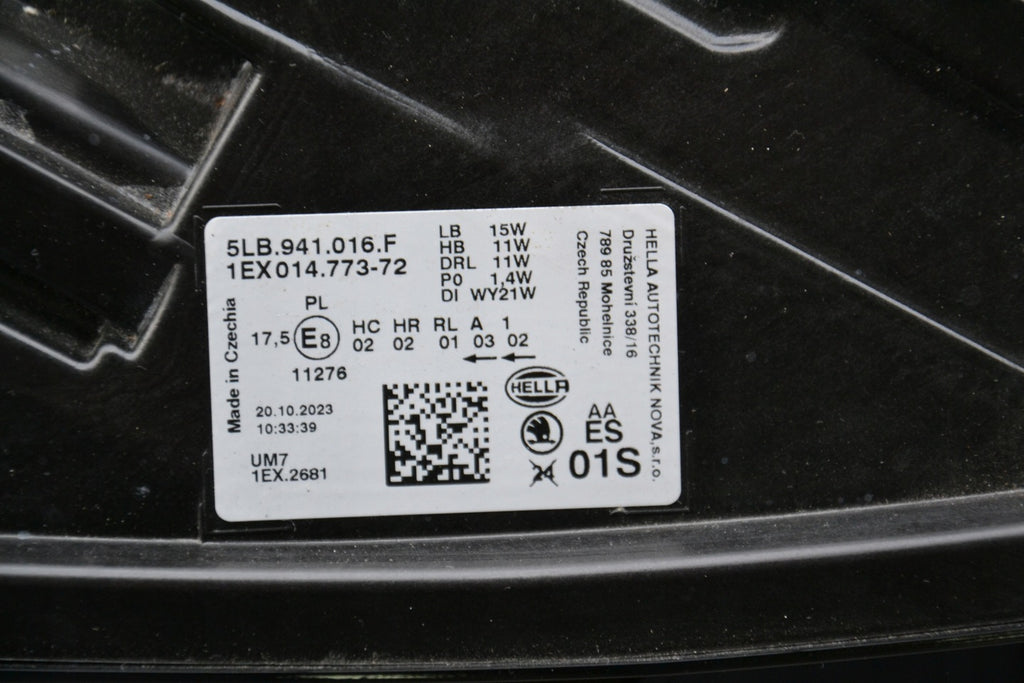 5LB.941.016.F
1EX 014.773-72
LB 15W
HB 11W
DRL 11W
P0 1,4W
DI WY21W
HELLA AUTOTECHNIK NOVA,s.r.o.
Družstevní 338/16
789 85 Mohelnice
Czech Republic
Made in Czechia
PL
17,5 E8
11276
HC HR RL A 1
02 02 01 03 02
20.10.2023
10:33:39
UM7
1EX.2681
HELLA
AA
ES
01S